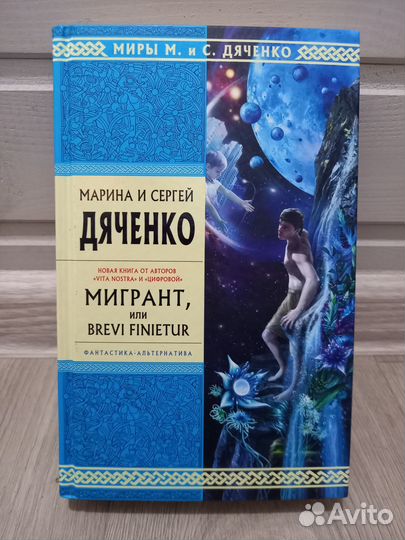 МИРЫ М. и С. ДЯЧЕНКО
МАРИНА И СЕРГЕЙ
ДЯЧЕНКО
НОВАЯ КНИГА ОТ АВТОРОВ
«VITA NOSTRA» И «ЦИФРОВОЙ»
МИГРАНТ,
ИЛИ
BREVI FINIETUR
ФАНТАСТИКА-АЛЬТЕРНАТИВА
Avito